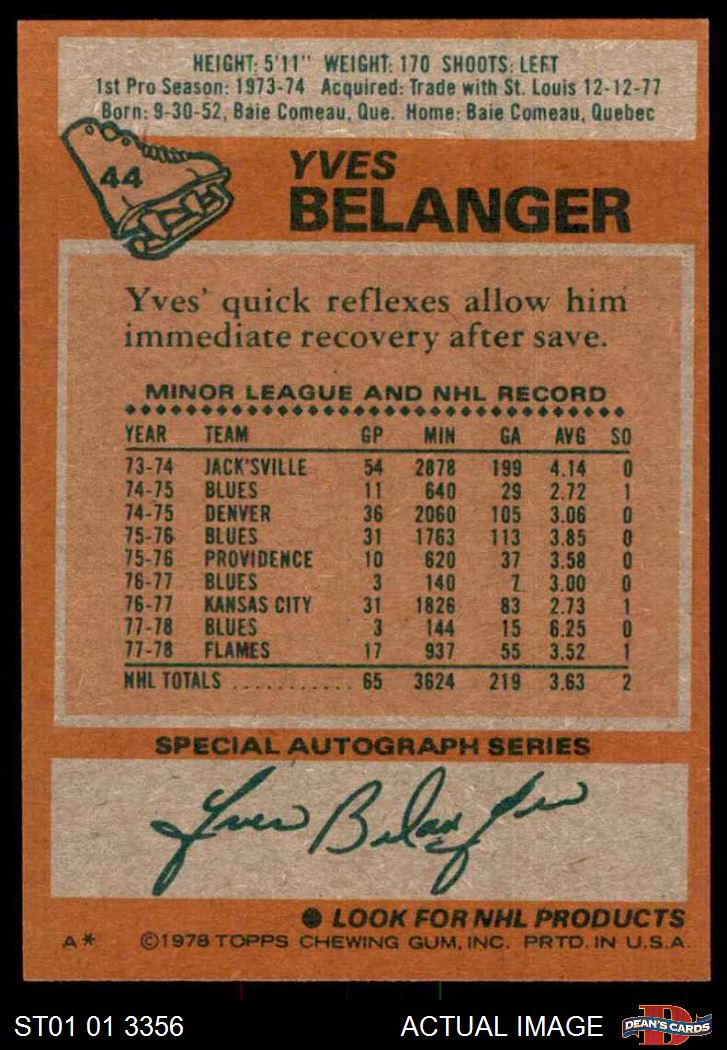 HEIGHT: 5'11" WEIGHT: 170 SHOOTS: LEFT
1st Pro Season: 1973-74 Acquired: Trade with St. Louis 12-12-77
Born: 9-30-52, Baie Comeau, Que. Home: Baie Comeau, Quebec
44
YVES
BELANGER
Yves' quick reflexes allow him
immediate recovery after save.
MINOR LEAGUE AND NHL RECORD
YEAR TEAM GP MIN GA AVG SO
73-74 JACK'SVILLE 54 2878 199 4.14 0
74-75 BLUES 11 640 29 2.72 1
74-75 DENVER 36 2060 105 3.06 0
75-76 BLUES 31 1763 113 3.85 0
75-76 PROVIDENCE 10 620 37 3.58 0
76-77 BLUES 3 140 7 3.00 0
76-77 KANSAS CITY 31 1826 83 2.73 1
77-78 BLUES 3 144 15 6.25 0
77-78 FLAMES 17 937 55 3.52 1
NHL TOTALS ............ 65 3624 219 3.63 2
SPECIAL AUTOGRAPH SERIES
Yves Belanger
● LOOK FOR NHL PRODUCTS
A* ©1978 TOPPS CHEWING GUM, INC. PRTD. IN U.S.A.
ST01 01 3356 ACTUAL IMAGE D DEAN'S CARDS